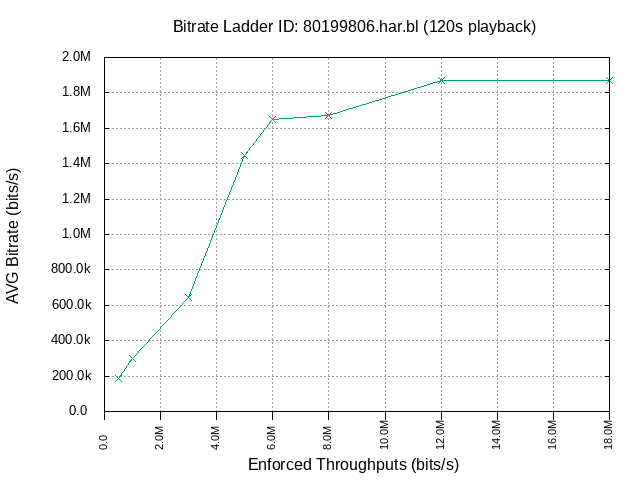 Bitrate Ladder ID: 80199806.har.bl (120s playback)
2.0M
1.8M
1.6M
1.4M
1.2M
1.0M
800.0k
600.0k
400.0k
200.0k
0.0
AVG Bitrate (bits/s)
0.0
2.0M
4.0M
6.0M
8.0M
10.0M
12.0M
14.0M
16.0M
18.0M
Enforced Throughputs (bits/s)